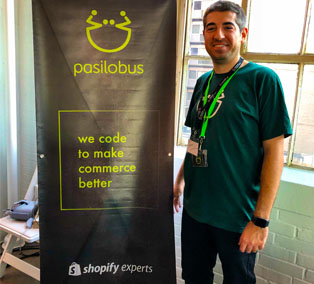 pasilobus
we code
to make
commerce
better
shopify experts